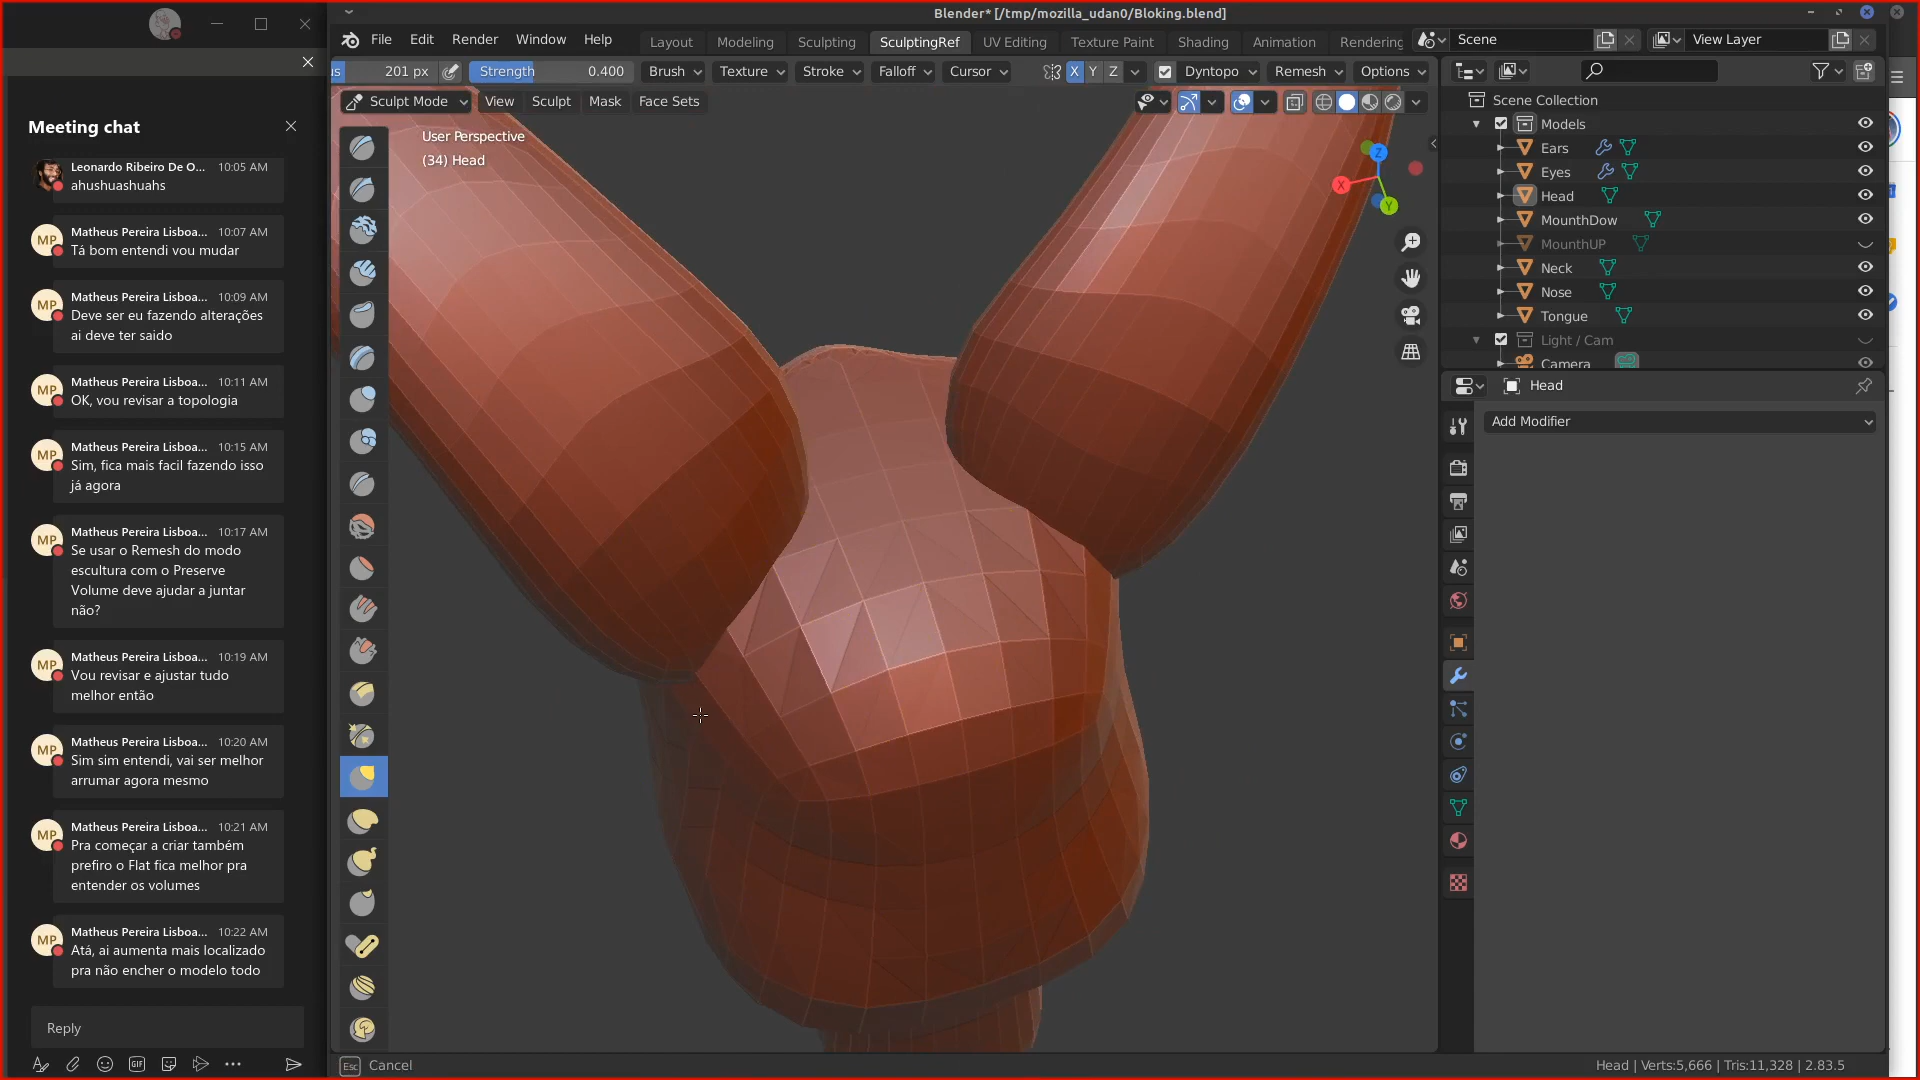 Blender* [/tmp/mozilla_udan0/Bloking.blend]
File Edit Render Window Help
Layout Modeling Sculpting SculptingRef UV Editing Texture Paint Shading Animation Rendering
Scene
View Layer
201 px
Strength 0.400
Brush Texture Stroke Falloff Cursor
X Y Z
Dyntopo Remesh Options
Sculpt Mode View Sculpt Mask Face Sets
User Perspective
(34) Head
Z
X
Y
Meeting chat
Leonardo Ribeiro De O... 10:05 AM
ahushuashuahs
MP
Matheus Pereira Lisboa... 10:07 AM
Tá bom entendi vou mudar
MP
Matheus Pereira Lisboa... 10:09 AM
Deve ser eu fazendo alterações
ai deve ter saido
MP
Matheus Pereira Lisboa... 10:11 AM
OK, vou revisar a topologia
MP
Matheus Pereira Lisboa... 10:15 AM
Sim, fica mais facil fazendo isso
já agora
MP
Matheus Pereira Lisboa... 10:17 AM
Se usar o Remesh do modo
escultura com o Preserve
Volume deve ajudar a juntar
não?
MP
Matheus Pereira Lisboa... 10:19 AM
Vou revisar e ajustar tudo
melhor então
MP
Matheus Pereira Lisboa... 10:20 AM
Sim sim entendi, vai ser melhor
arrumar agora mesmo
MP
Matheus Pereira Lisboa... 10:21 AM
Pra começar a criar também
prefiro o Flat fica melhor pra
entender os volumes
MP
Matheus Pereira Lisboa... 10:22 AM
Atá, ai aumenta mais localizado
pra não encher o modelo todo
Reply
GIF
Scene Collection
Models
Ears
Eyes
Head
MounthDow
MounthUP
Neck
Nose
Tongue
Light / Cam
Camera
Head
Add Modifier
Esc Cancel
Head | Verts:5,666 | Tris:11,328 | 2.83.5